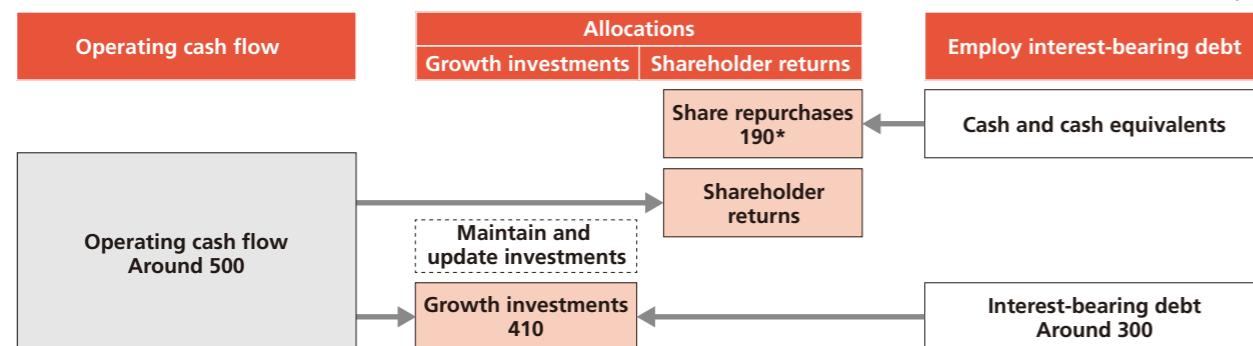 Operating cash flow
Allocations
Growth investments
Shareholder returns
Employ interest-bearing debt
Share repurchases
190*
Cash and cash equivalents
Shareholder
returns
Operating cash flow
Around 500
Maintain and
update investments
Growth investments
410
Interest-bearing debt
Around 300